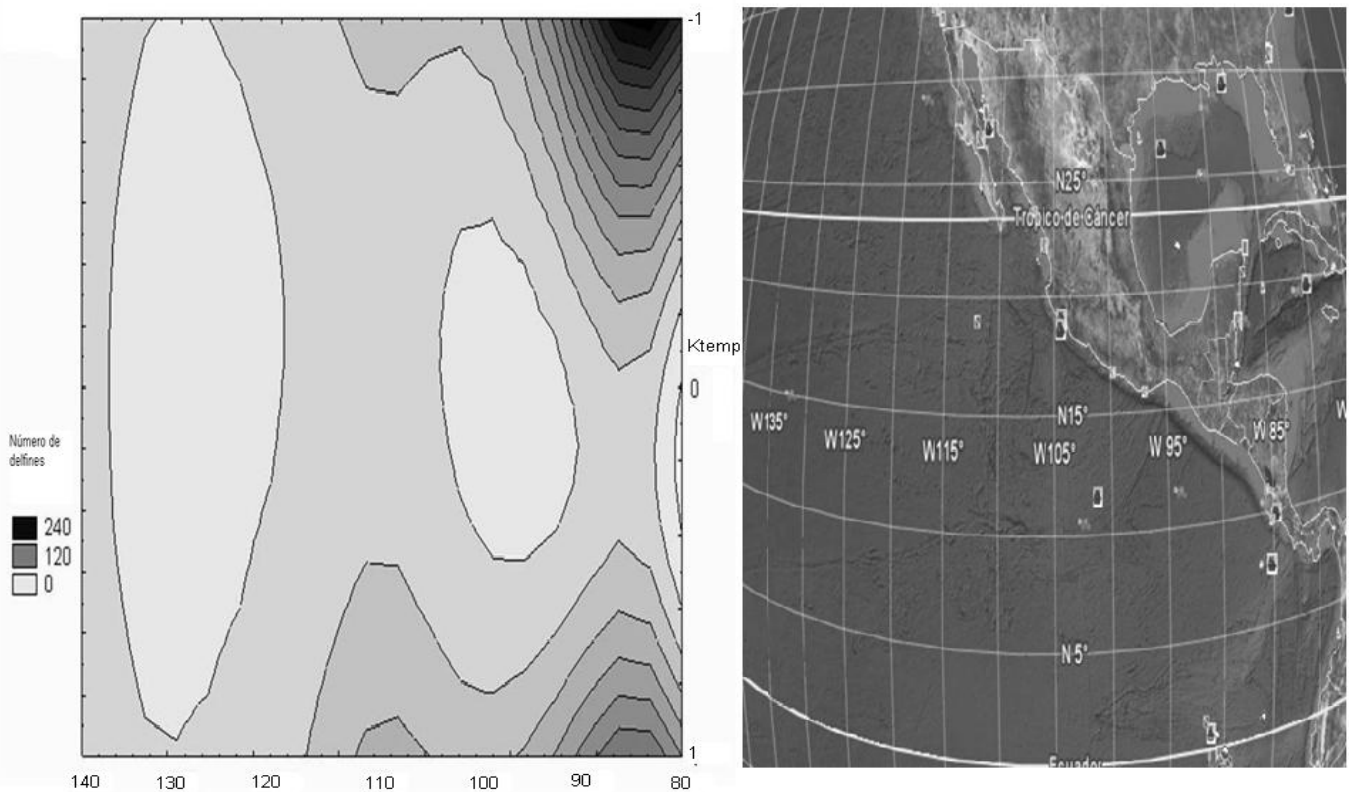 -1
Ktemp
0
Número de
delfines
240
120
0
1
140 130 120 110 100 90 80
N25°
Trópico de Cáncer
N15°
W135° W125° W115° W105° W 95° W 85° W
N 5°
Ecuador